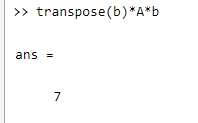 >> transpose(b)*A*b
ans =
7